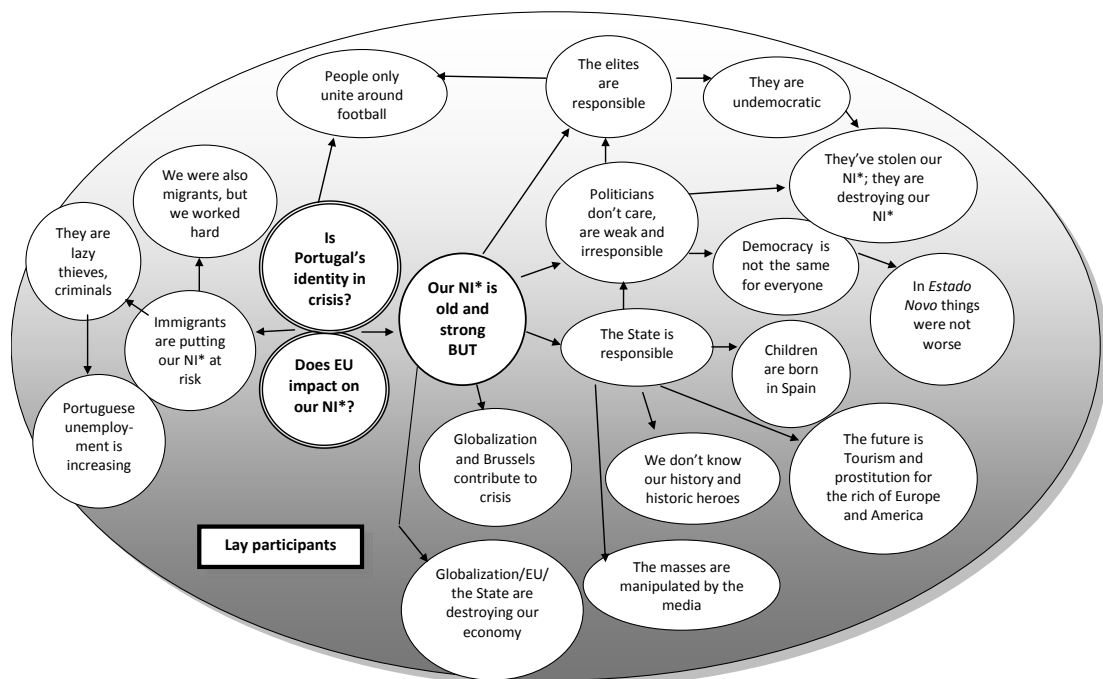 People only
unite around
football
The elites
are
responsible
They are
undemocratic
We were also
migrants, but
we worked
hard
They've stolen our
NI*; they are
destroying our
NI*
Politicians
don't care,
are weak and
irresponsible
They are
lazy
thieves,
criminals
Is
Portugal's
identity in
crisis?
Democracy is
not the same
for everyone
Our NI* is
old and
strong
BUT
In Estado
Novo things
were not
worse
Immigrants
are putting
our NI* at
risk
The State is
responsible
Does EU
impact on
our NI*?
Children
are born
in Spain
Portuguese
unemploy-
ment is
increasing
Globalization
and Brussels
contribute to
crisis
We don't know
our history and
historic heroes
The future is
Tourism and
prostitution for
the rich of Europe
and America
Lay participants
Globalization/EU/
the State are
destroying our
economy
The masses are
manipulated by the
media